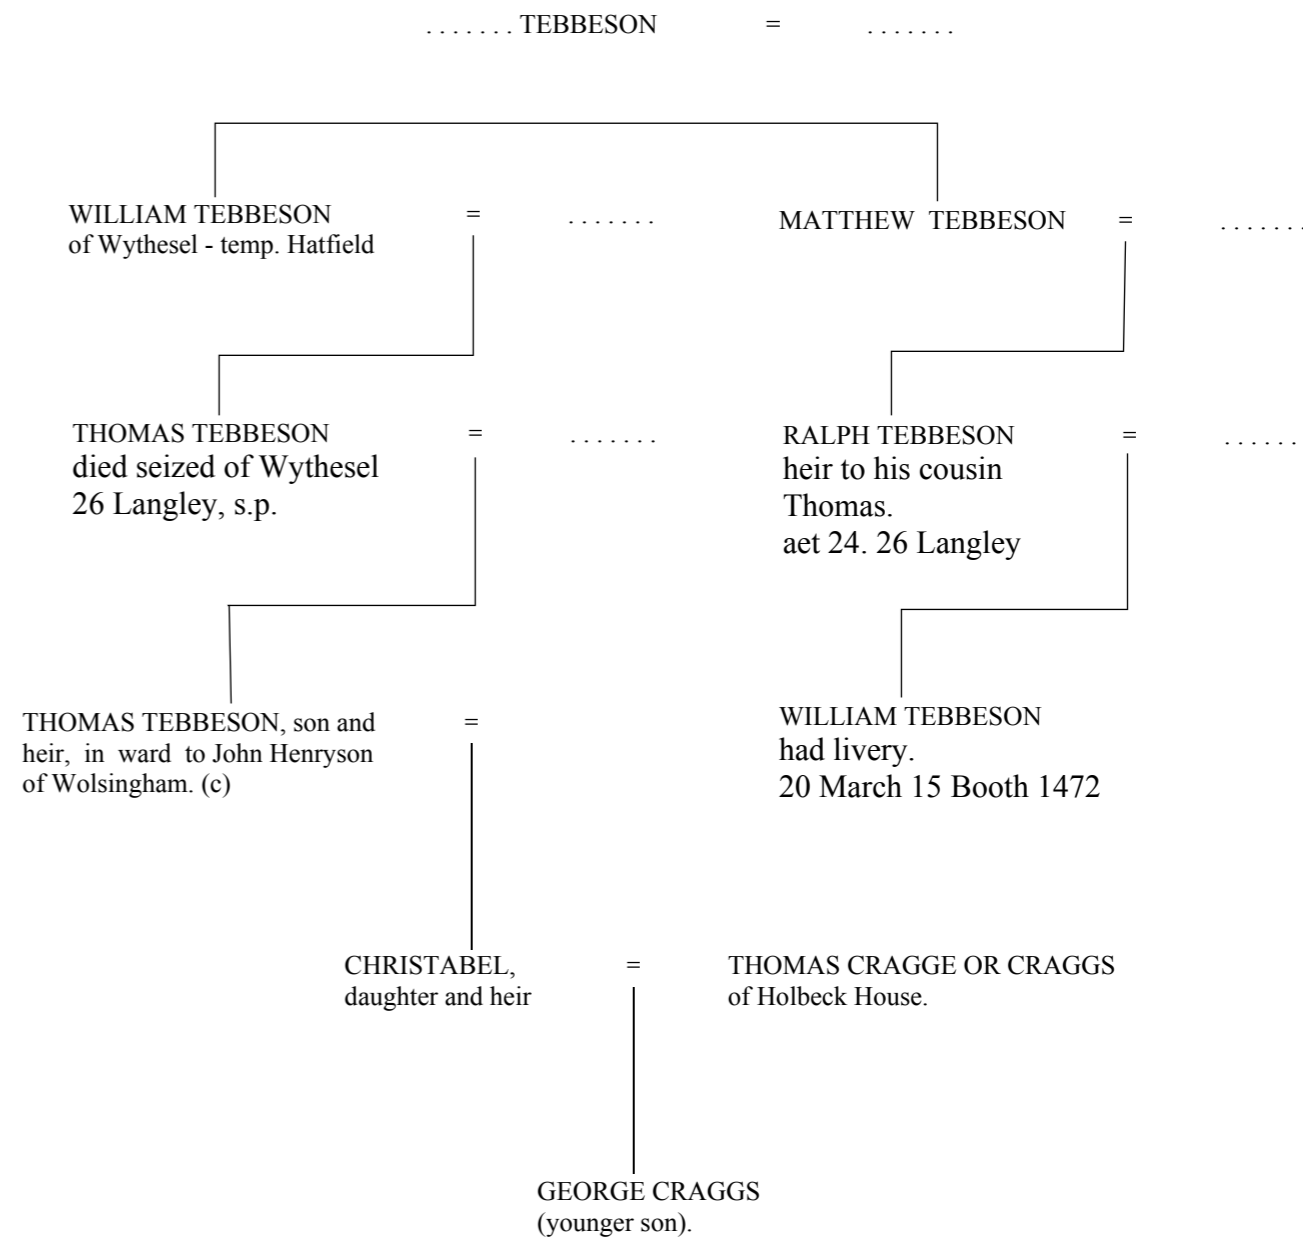 . . . . . . . TEBBESON = . . . . . . .
WILLIAM TEBBESON = . . . . . . .
of Wythesel - temp. Hatfield
MATTHEW TEBBESON = . . . . . . .
THOMAS TEBBESON = . . . . . . .
died seized of Wythesel
26 Langley, s.p.
RALPH TEBBESON = . . . . . .
heir to his cousin
Thomas.
aet 24. 26 Langley
THOMAS TEBBESON, son and =
heir, in ward to John Henryson
of Wolsingham. (c)
WILLIAM TEBBESON
had livery.
20 March 15 Booth 1472
CHRISTABEL, =
daughter and heir
THOMAS CRAGGE OR CRAGGS
of Holbeck House.
GEORGE CRAGGS
(younger son).